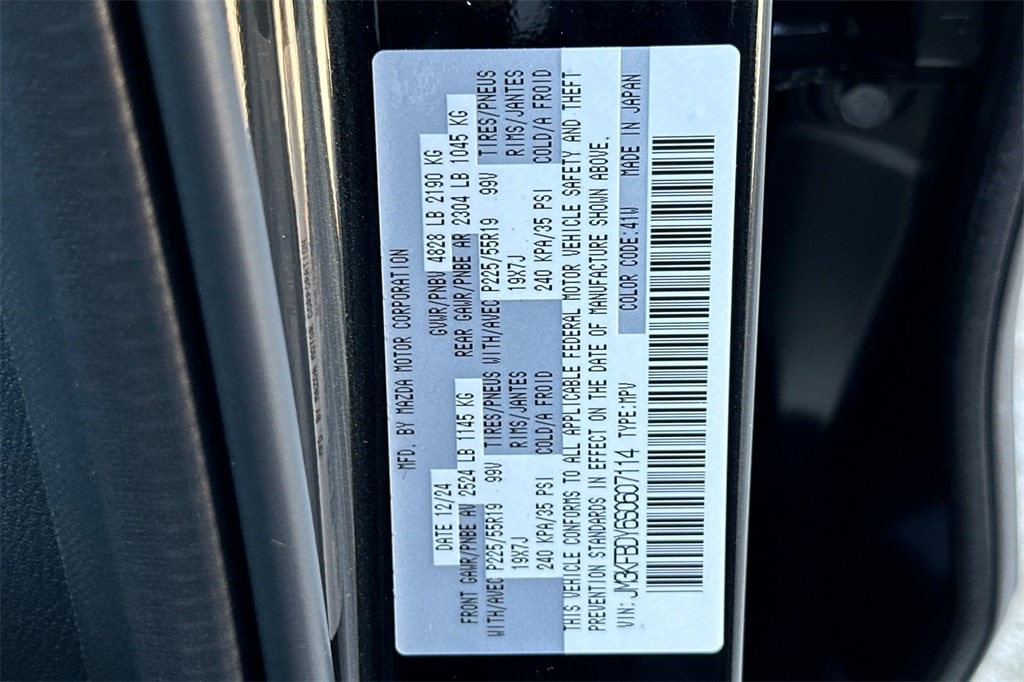 MFD. BY MAZDA MOTOR CORPORATION
DATE 12/24 GVWR/PNBV 4828 LB 2190 KG
FRONT GAWR/PNBE AV 2524 LB 1145 KG REAR GAWR/PNBE AR 2304 LB 1045 KG
WITH/AVEC P225/55R19 99V TIRES/PNEUS WITH/AVEC P225/55R19 99V TIRES/PNEUS
19X7J RIMS/JANTES 19X7J RIMS/JANTES
240 KPA/35 PSI COLD/A FROID 240 KPA/35 PSI COLD/A FROID
THIS VEHICLE CONFORMS TO ALL APPLICABLE FEDERAL MOTOR VEHICLE SAFETY AND THEFT
PREVENTION STANDARDS IN EFFECT ON THE DATE OF MANUFACTURE SHOWN ABOVE.
VIN: JM3KFBDY6S0607114 TYPE:MPV COLOR CODE:41W MADE IN JAPAN